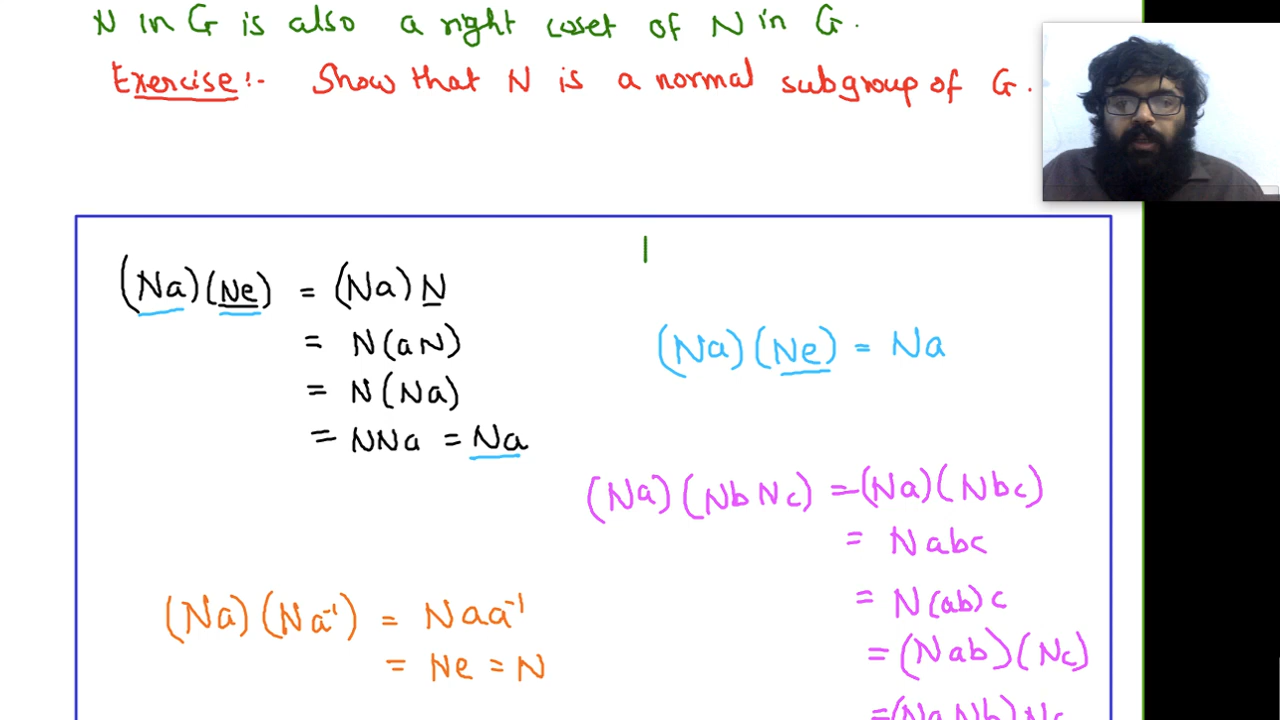 N in G is also a right coset of N in G.
Exercise:- Show that N is a normal subgroup of G.
(Na)(Ne) = (Na)N
= N(aN)
= N(Na)
= NNa = Na
(Na)(Ne) = Na
(Na)(NbNc) = (Na)(Nbc)
= Nabc
= N(ab)c
= (Nab)(Nc)
= (NaNb)Nc
(Na)(Na⁻¹) = Naa⁻¹
= Ne = N